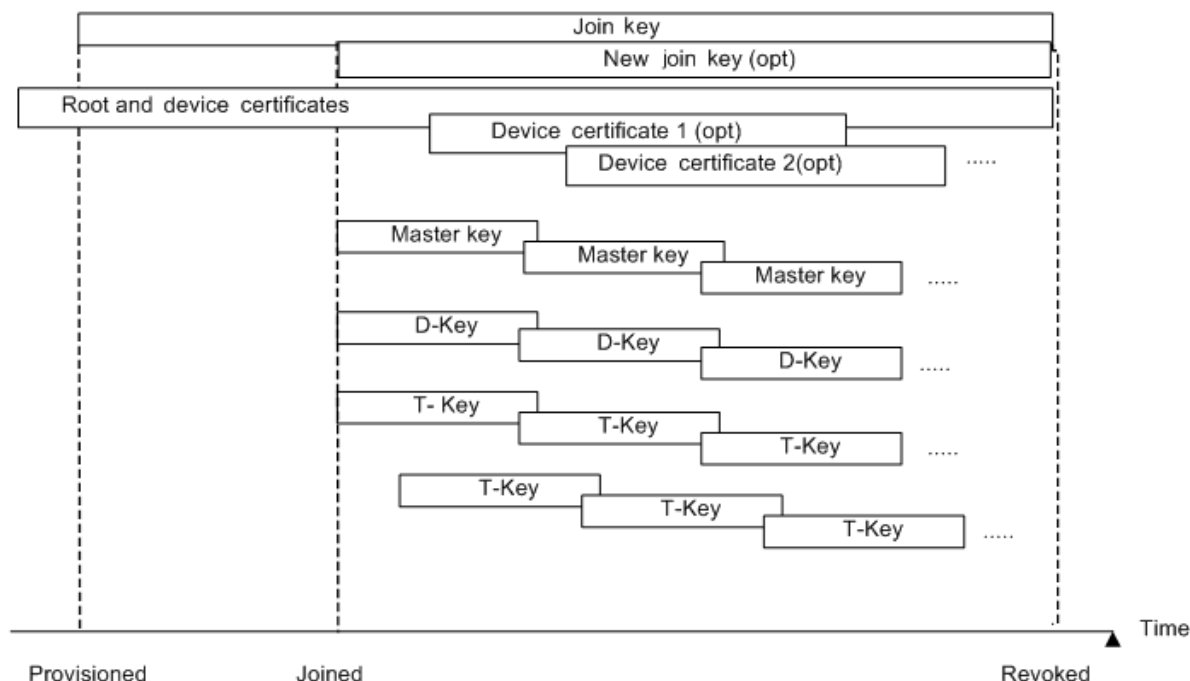 Join key
New join key (opt)
Root and device certificates
Device certificate 1 (opt)
Device certificate 2(opt)
.....
Master key
Master key
Master key
.....
D-Key
D-Key
D-Key
.....
T- Key
T-Key
T-Key
.....
T-Key
T-Key
T-Key
.....
Time
Provisioned
Joined
Revoked